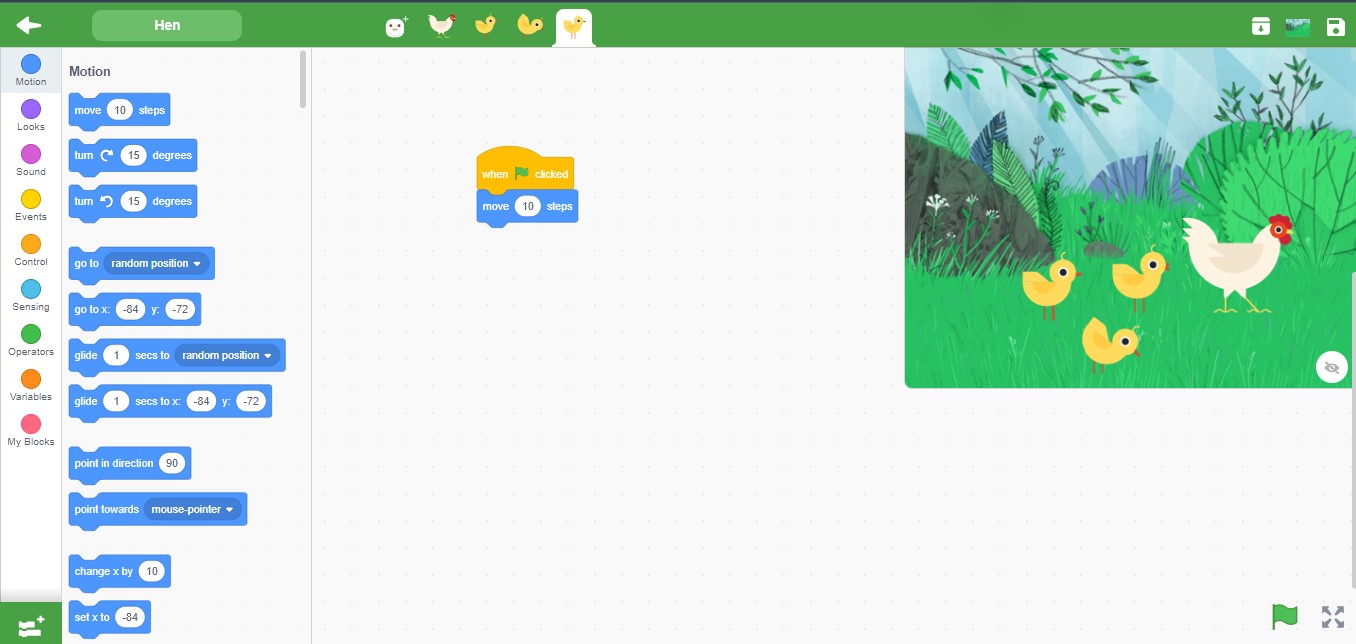 Hen
Motion
Looks
Sound
Events
Control
Sensing
Operators
Variables
My Blocks
Motion
move 10 steps
turn 15 degrees
turn 15 degrees
go to random position
go to x: -84 y: -72
glide 1 secs to random position
glide 1 secs to x: -84 y: -72
point in direction 90
point towards mouse-pointer
change x by 10
set x to -84
when clicked
move 10 steps